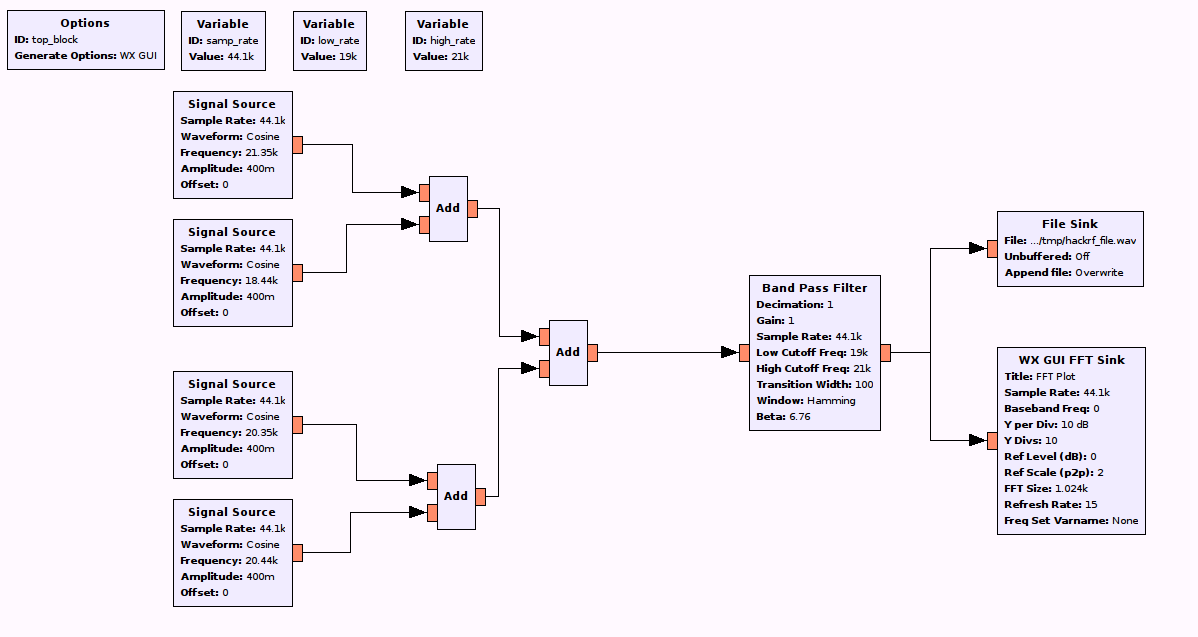 Options
ID: top_block
Generate Options: WX GUI
Variable
ID: samp_rate
Value: 44.1k
Variable
ID: low_rate
Value: 19k
Variable
ID: high_rate
Value: 21k
Signal Source
Sample Rate: 44.1k
Waveform: Cosine
Frequency: 21.35k
Amplitude: 400m
Offset: 0
Signal Source
Sample Rate: 44.1k
Waveform: Cosine
Frequency: 18.44k
Amplitude: 400m
Offset: 0
Add
Signal Source
Sample Rate: 44.1k
Waveform: Cosine
Frequency: 20.35k
Amplitude: 400m
Offset: 0
Signal Source
Sample Rate: 44.1k
Waveform: Cosine
Frequency: 20.44k
Amplitude: 400m
Offset: 0
Add
Add
Band Pass Filter
Decimation: 1
Gain: 1
Sample Rate: 44.1k
Low Cutoff Freq: 19k
High Cutoff Freq: 21k
Transition Width: 100
Window: Hamming
Beta: 6.76
File Sink
File: .../tmp/hackrf_file.wav
Unbuffered: Off
Append file: Overwrite
WX GUI FFT Sink
Title: FFT Plot
Sample Rate: 44.1k
Baseband Freq: 0
Y per Div: 10 dB
Y Divs: 10
Ref Level (dB): 0
Ref Scale (p2p): 2
FFT Size: 1.024k
Refresh Rate: 15
Freq Set Varname: None